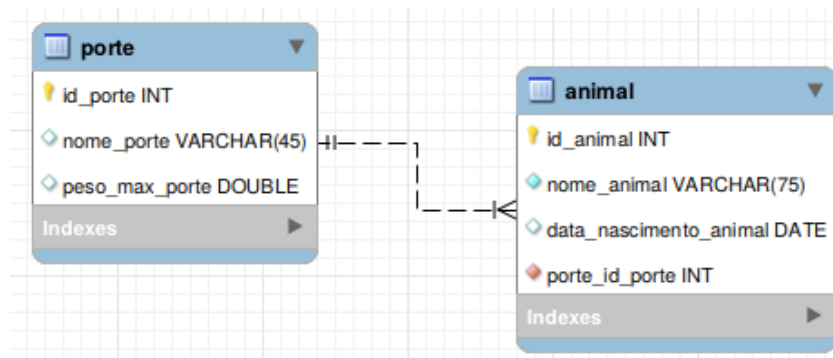 porte
id_porte INT
nome_porte VARCHAR(45)
peso_max_porte DOUBLE
Indexes
animal
id_animal INT
nome_animal VARCHAR(75)
data_nascimento_animal DATE
porte_id_porte INT
Indexes